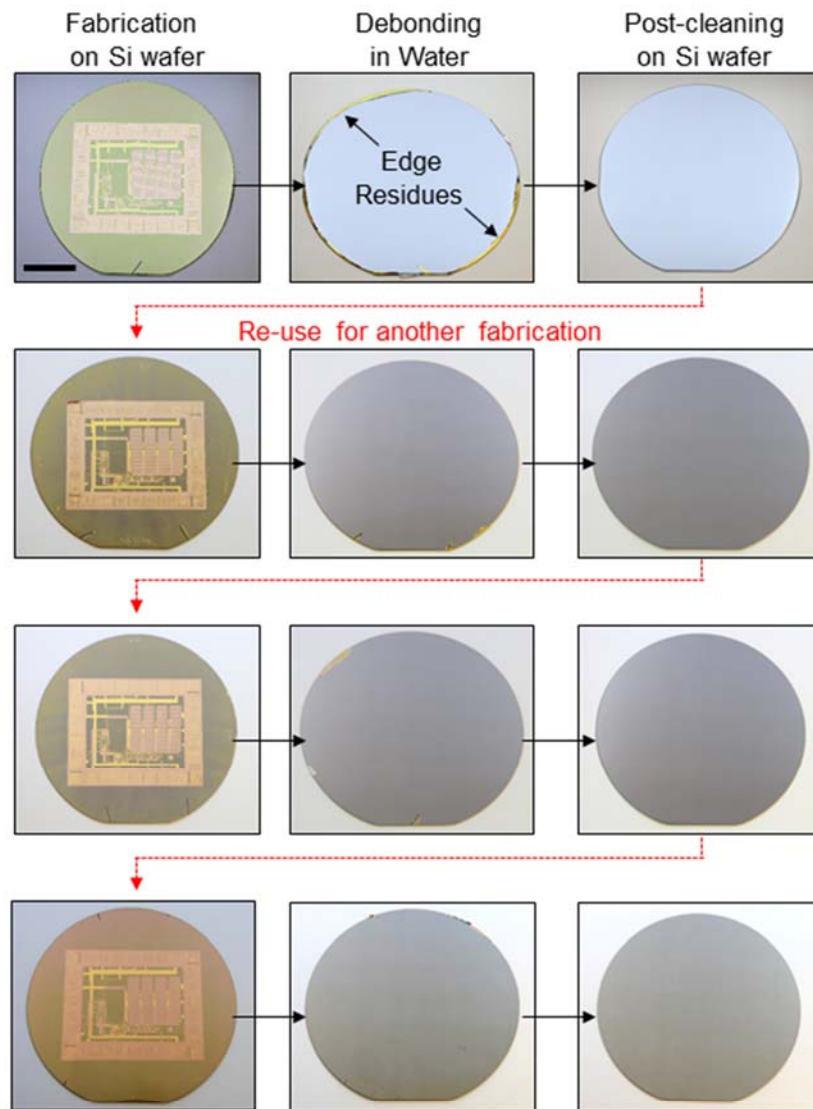 Fabrication
on Si wafer
Debonding
in Water
Post-cleaning
on Si wafer
Edge
Residues
Re-use for another fabrication